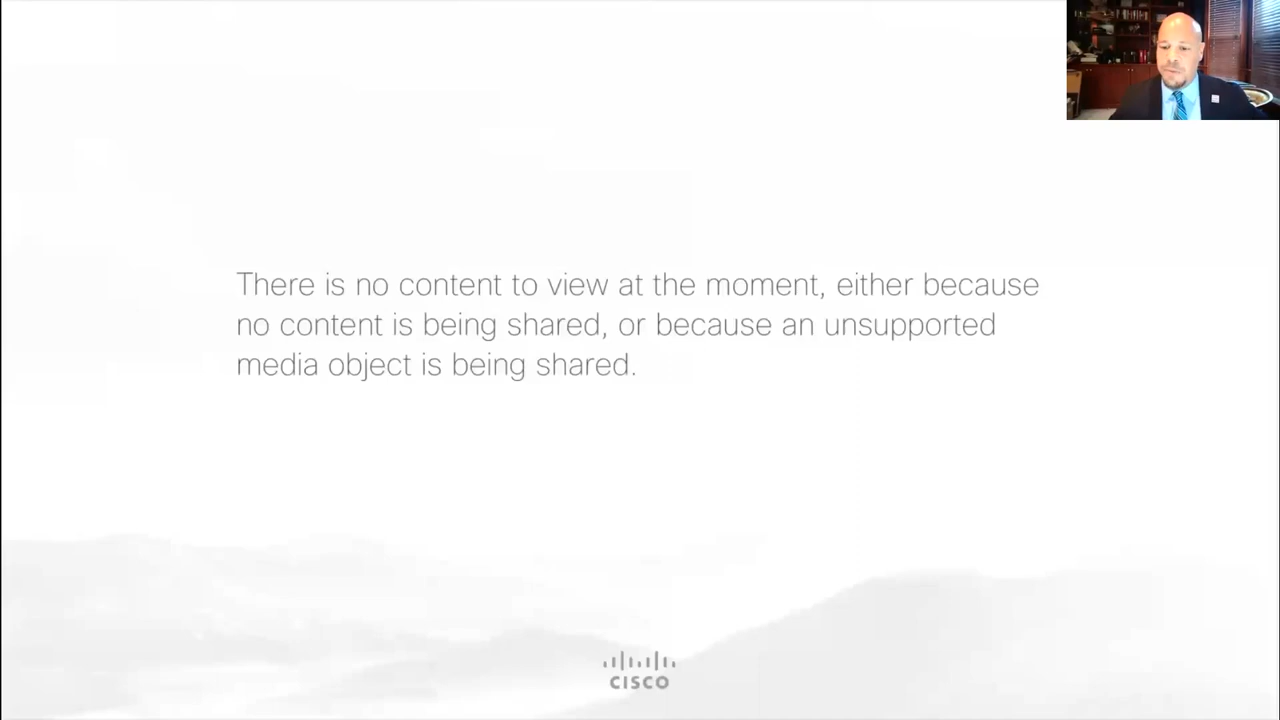 There is no content to view at the moment, either because
no content is being shared, or because an unsupported
media object is being shared.
CISCO